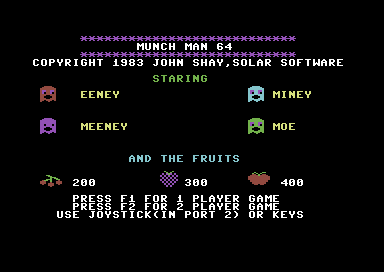 MUNCH MAN 64
COPYRIGHT 1983 JOHN SHAY,SOLAR SOFTWARE
STARING
EENEY MINEY
MEENEY MOE
AND THE FRUITS
200 300 400
PRESS F1 FOR 1 PLAYER GAME
PRESS F2 FOR 2 PLAYER GAME
USE JOYSTICK(IN PORT 2) OR KEYS